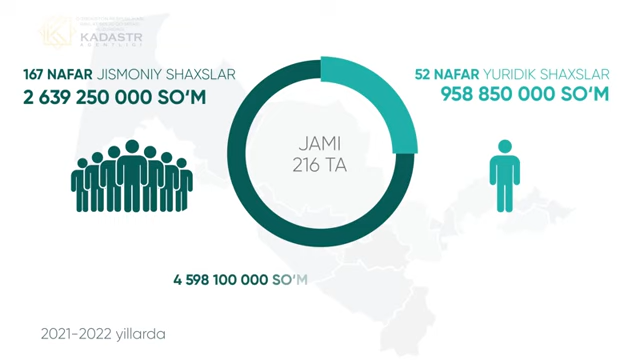 KADASTR
AGENTLIGI
167 NAFAR JISMONIY SHAXSLAR
2 639 250 000 SO‘M
52 NAFAR YURIDIK SHAXSLAR
958 850 000 SO‘M
JAMI
216 TA
4 598 100 000 SO‘M
2021-2022 yillarda